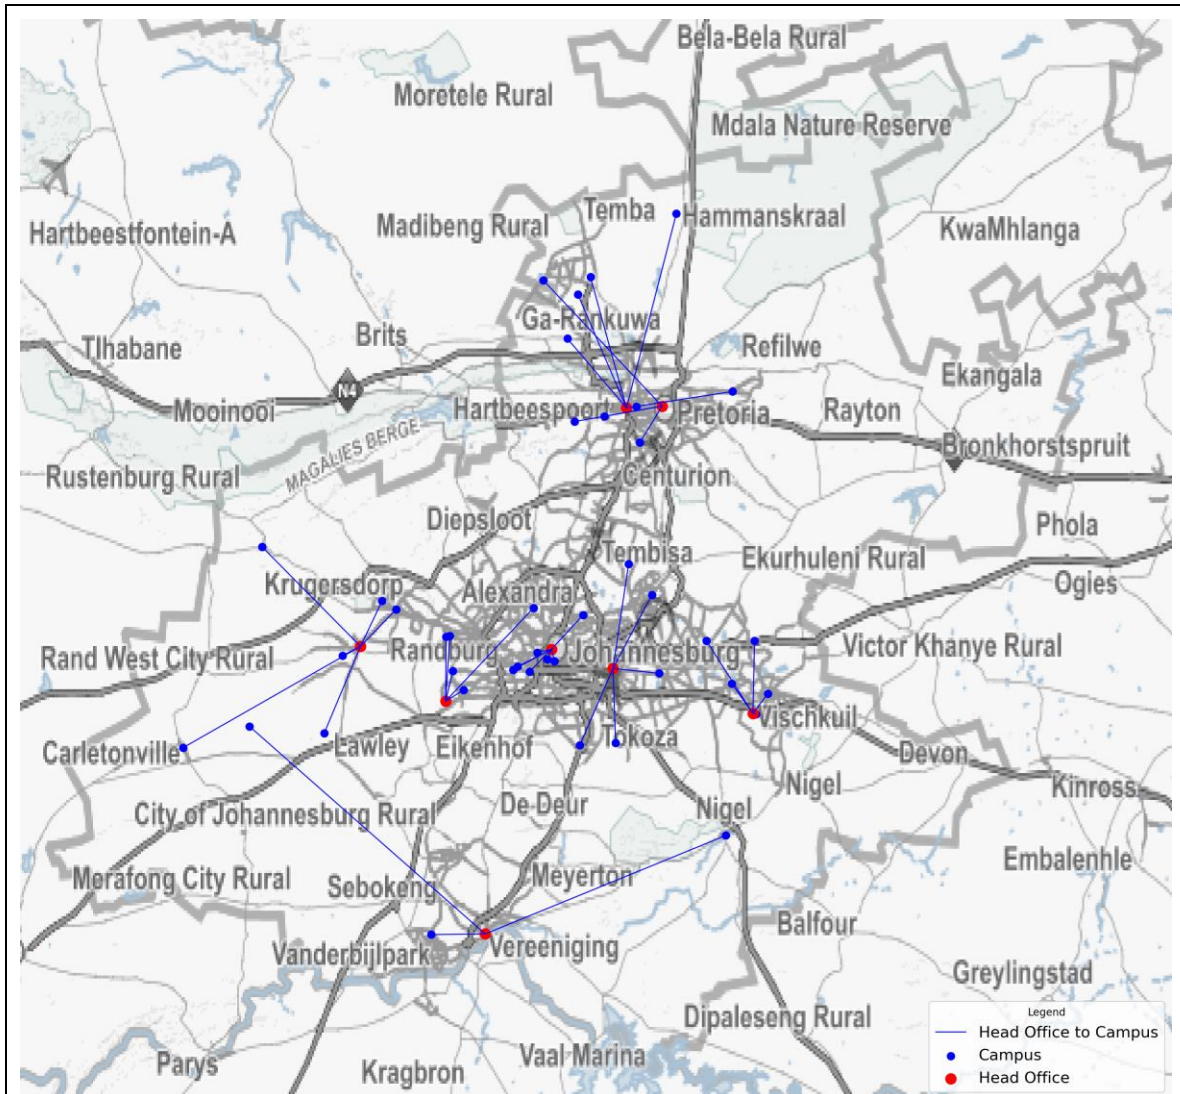 Bela-Bela Rural
Moretele Rural
Mdala Nature Reserve
Temba
Hammanskraal
Madibeng Rural
Hartbeestfontein-A
KwaMhlanga
Ga-Rankuwa
Brits
Refilwe
Tlhabane
Ekangala
N4
Mooinooi
Hartbeespoort
Pretoria
Rayton
Bronkhorstspruit
MAGALIES BERGE
Rustenburg Rural
Centurion
Diepsloot
Phola
Tembisa
Ekurhuleni Rural
Krugersdorp
Alexandra
Ogies
Randburg
Johannesburg
Victor Khanye Rural
Rand West City Rural
Vischkuil
Carletonville
Lawley
Eikenhof
Tokoza
Devon
Nigel
Kinross
City of Johannesburg Rural
De Deur
Nigel
Embalenhle
Merafong City Rural
Sebokeng
Meyerton
Balfour
Vanderbijlpark
Vereeniging
Greylingstad
Dipaleseng Rural
Vaal Marina
Parys
Kragbron
Legend
Head Office to Campus
Campus
Head Office